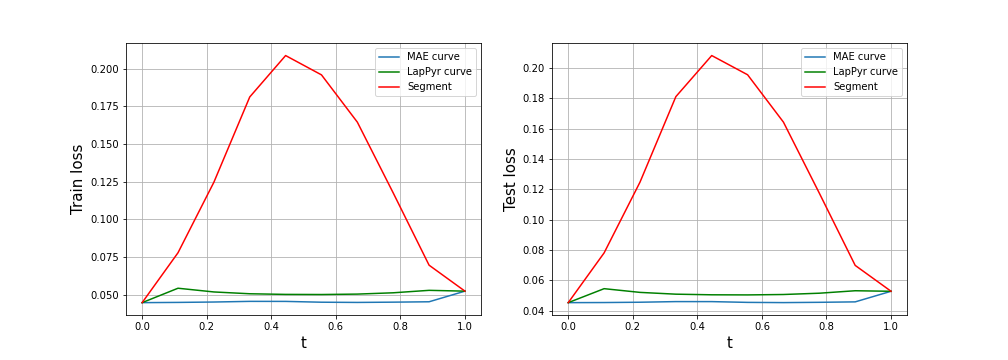 MAE curve
LapPyr curve
Segment
0.200
0.175
0.150
0.125
0.100
0.075
0.050
Train loss
0.0 0.2 0.4 0.6 0.8 1.0
t
MAE curve
LapPyr curve
Segment
0.20
0.18
0.16
0.14
0.12
0.10
0.08
0.06
0.04
Test loss
0.0 0.2 0.4 0.6 0.8 1.0
t